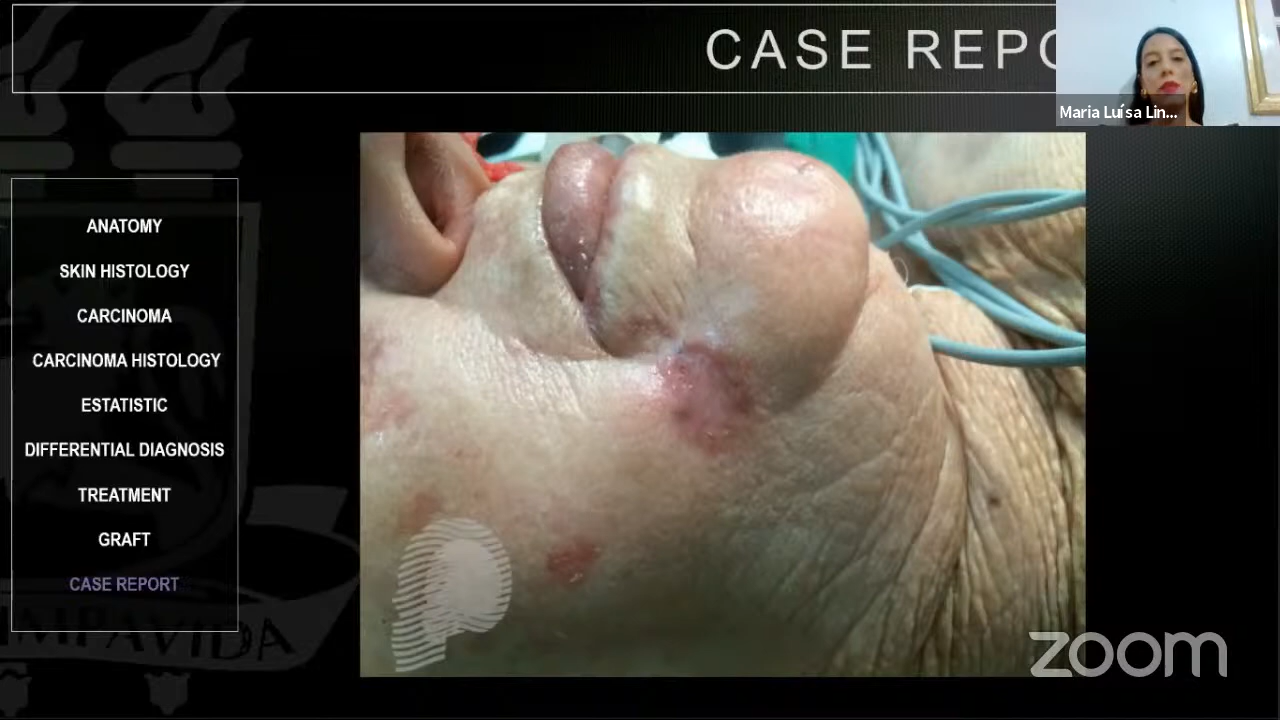 CASE REPO
Maria Luísa Lin...
ANATOMY
SKIN HISTOLOGY
CARCINOMA
CARCINOMA HISTOLOGY
ESTATISTIC
DIFFERENTIAL DIAGNOSIS
TREATMENT
GRAFT
CASE REPORT
IMPAVIDA
zoom